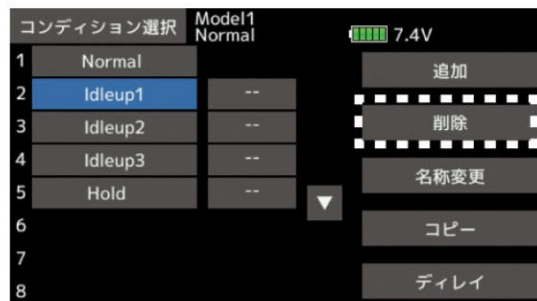 コンディション選択 Model1
Normal
7.4V
1 Normal
2 Idleup1 --
3 Idleup2 --
4 Idleup3 --
5 Hold --
▼
6
7
8
追加
削除
名称変更
コピー
ディレイ